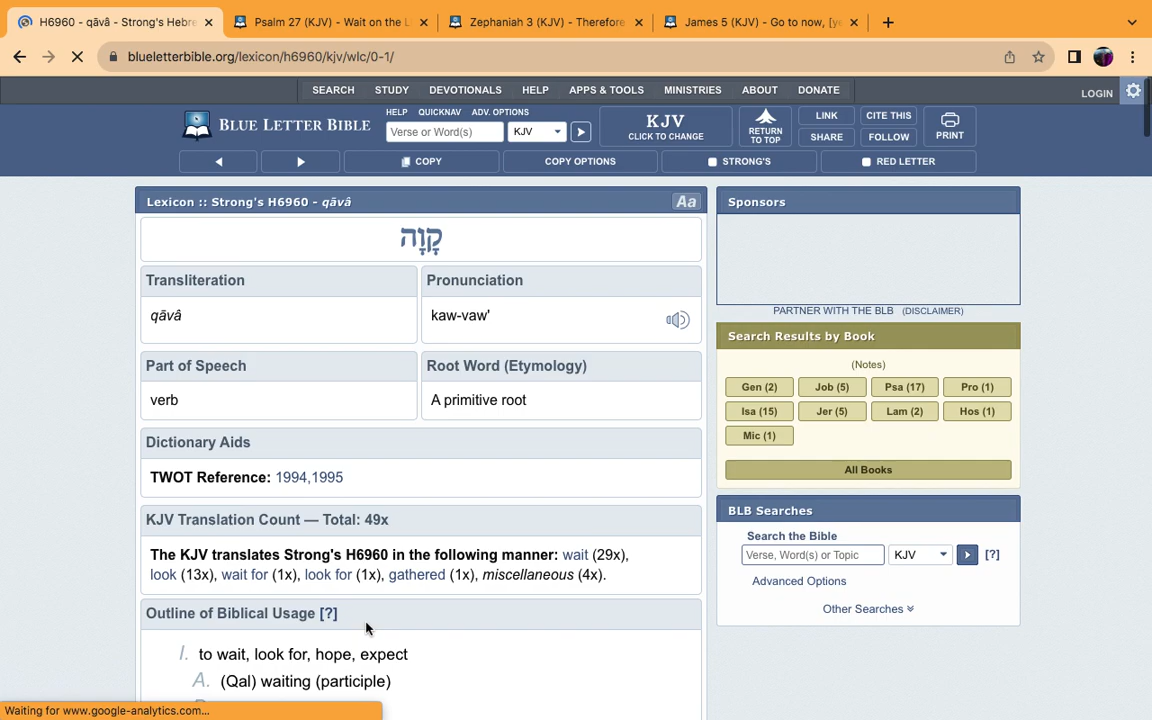 H6960 - qāvâ - Strong's Hebre
Psalm 27 (KJV) - Wait on the L
Zephaniah 3 (KJV) - Therefore
James 5 (KJV) - Go to now, [ye
blueletterbible.org/lexicon/h6960/kjv/wlc/0-1/
SEARCH STUDY DEVOTIONALS HELP APPS & TOOLS MINISTRIES ABOUT DONATE LOGIN
BLUE LETTER BIBLE
HELP QUICKNAV ADV. OPTIONS
Verse or Word(s) KJV
KJV
CLICK TO CHANGE
RETURN
TO TOP
LINK CITE THIS
SHARE FOLLOW
PRINT
COPY COPY OPTIONS STRONG'S RED LETTER
Lexicon :: Strong's H6960 - qāvâ Aa
קָוָה
Transliteration
qāvâ
Pronunciation
kaw-vaw'
Part of Speech
verb
Root Word (Etymology)
A primitive root
Dictionary Aids
TWOT Reference: 1994,1995
KJV Translation Count — Total: 49x
The KJV translates Strong's H6960 in the following manner: wait (29x),
look (13x), wait for (1x), look for (1x), gathered (1x), miscellaneous (4x).
Outline of Biblical Usage [?]
I. to wait, look for, hope, expect
A. (Qal) waiting (participle)
Sponsors
PARTNER WITH THE BLB (DISCLAIMER)
Search Results by Book
(Notes)
Gen (2) Job (5) Psa (17) Pro (1)
Isa (15) Jer (5) Lam (2) Hos (1)
Mic (1)
All Books
BLB Searches
Search the Bible
Verse, Word(s) or Topic KJV [?]
Advanced Options
Other Searches
Waiting for www.google-analytics.com...